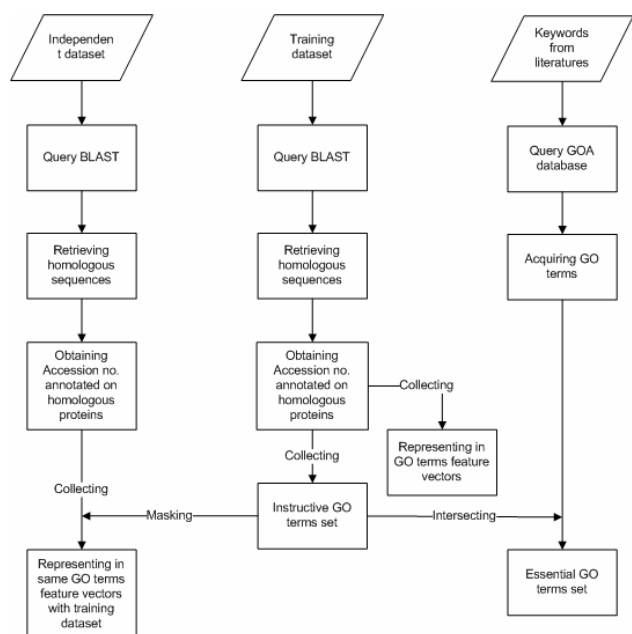 Independen
t dataset
Training
dataset
Keywords
from
literatures
Query BLAST
Query BLAST
Query GOA
database
Retrieving
homologous
sequences
Retrieving
homologous
sequences
Acquiring GO
terms
Obtaining
Accession no.
annotated on
homologous
proteins
Obtaining
Accession no.
annotated on
homologous
proteins
Collecting
Representing in
GO terms feature
vectors
Collecting
Collecting
Masking
Instructive GO
terms set
Intersecting
Representing in
same GO terms
feature vectors
with training
dataset
Essential GO
terms set